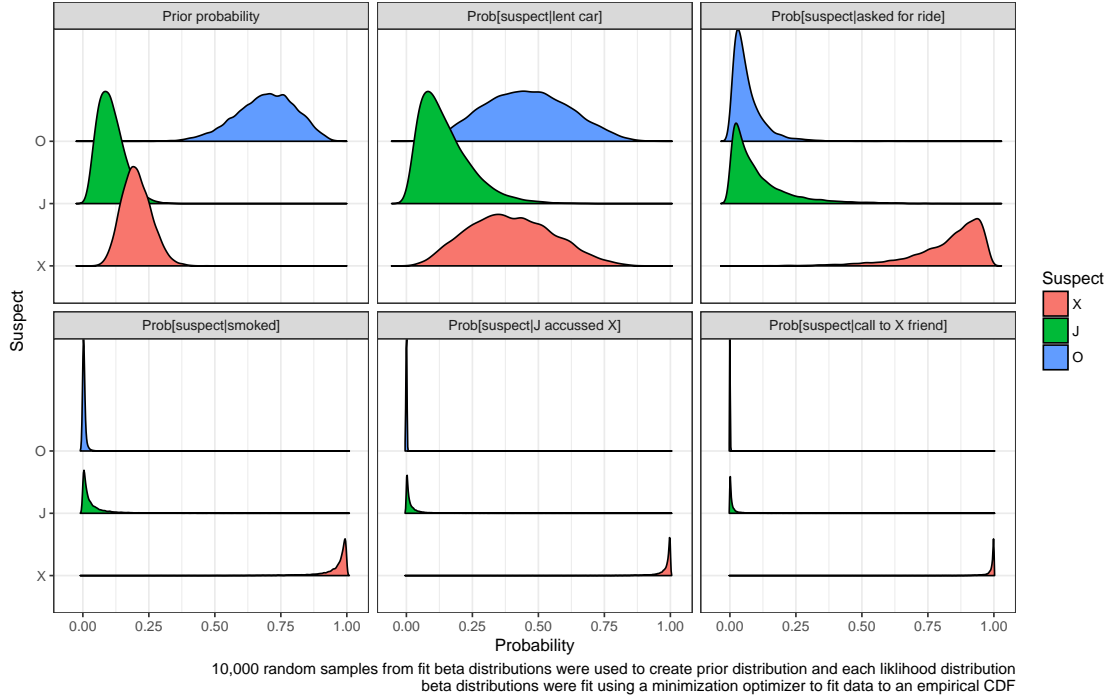 Prior probability
Prob[suspect|lent car]
Prob[suspect|asked for ride]
O
J
X
Prob[suspect|smoked]
Prob[suspect|J accussed X]
Prob[suspect|call to X friend]
O
J
X
Suspect
0.00 0.25 0.50 0.75 1.00
0.00 0.25 0.50 0.75 1.00
0.00 0.25 0.50 0.75 1.00
Probability
Suspect
X
J
O
10,000 random samples from fit beta distributions were used to create prior distribution and each liklihood distribution
beta distributions were fit using a minimization optimizer to fit data to an empirical CDF